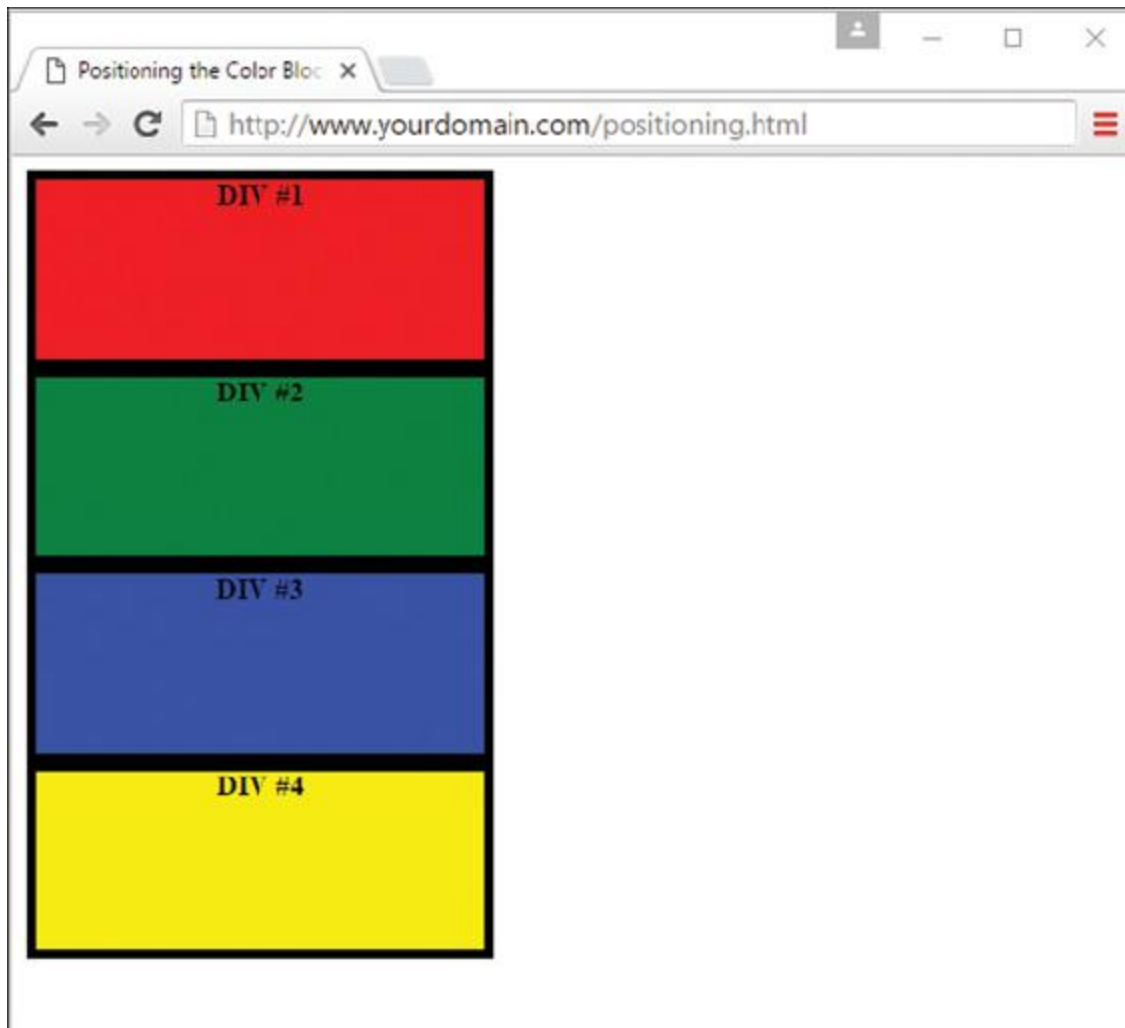 Positioning the Color Bloc
http://www.yourdomain.com/positioning.html
DIV #1
DIV #2
DIV #3
DIV #4